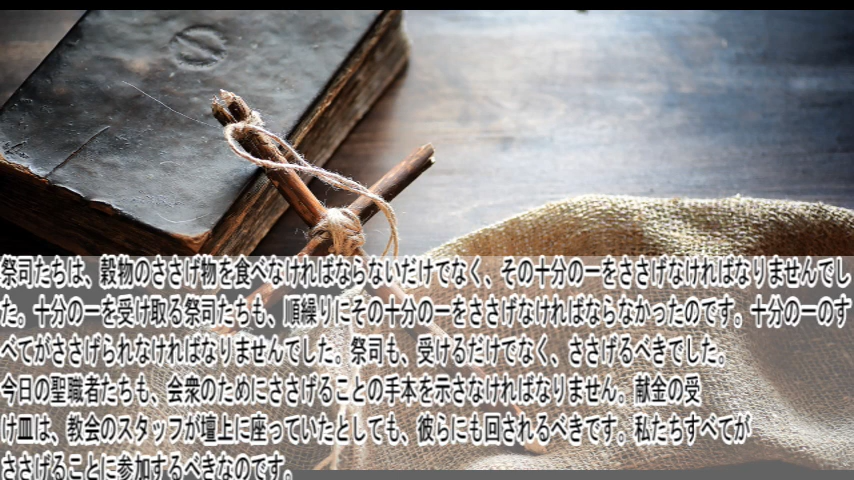 祭司たちは、穀物のささげ物を食べなければならないだけでなく、その十分の一をささげなければなりませんでし
た。十分の一を受け取る祭司たちも、順繰りにその十分の一をささげなければならなかったのです。十分の一のす
べてがささげられなければなりませんでした。祭司も、受けるだけでなく、ささげるべきでした。
今日の聖職者たちも、会衆のためにささげることの手本を示さなければなりません。献金の受
け皿は、教会のスタッフが壇上に座っていたとしても、彼らにも回されるべきです。私たちすべてが
ささげることに参加するべきなのです。